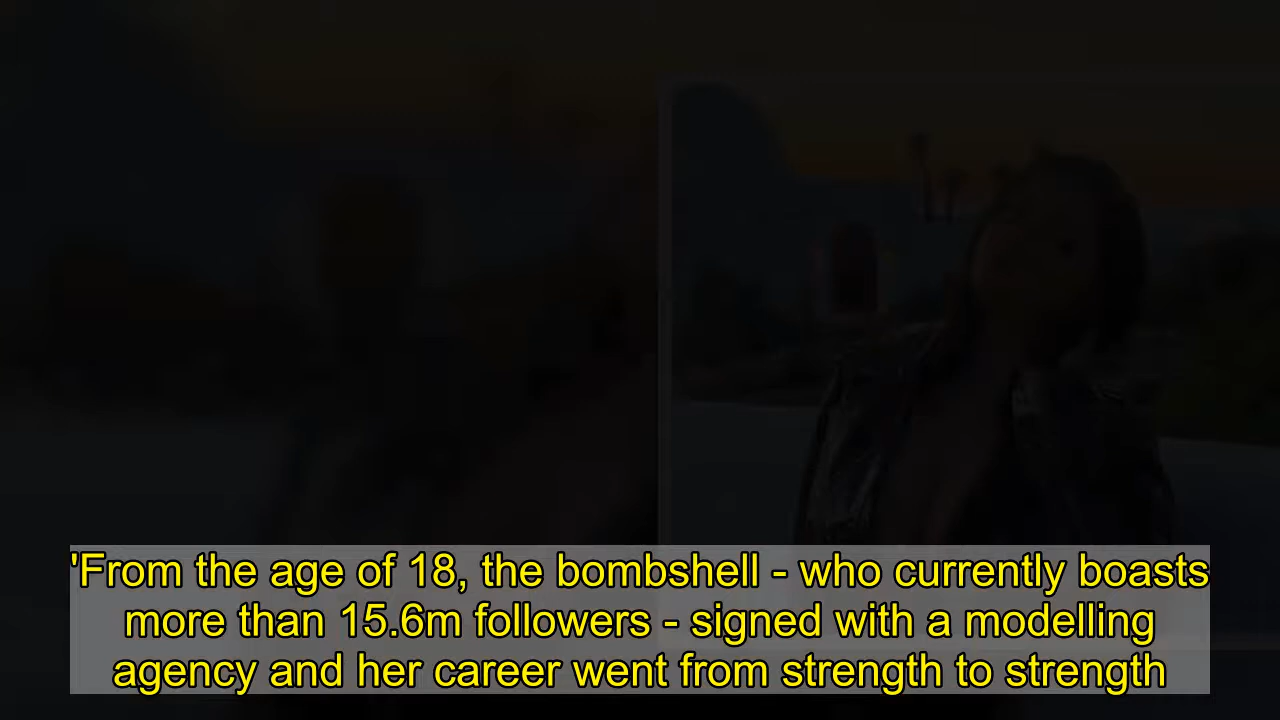 'From the age of 18, the bombshell - who currently boasts
more than 15.6m followers - signed with a modelling
agency and her career went from strength to strength